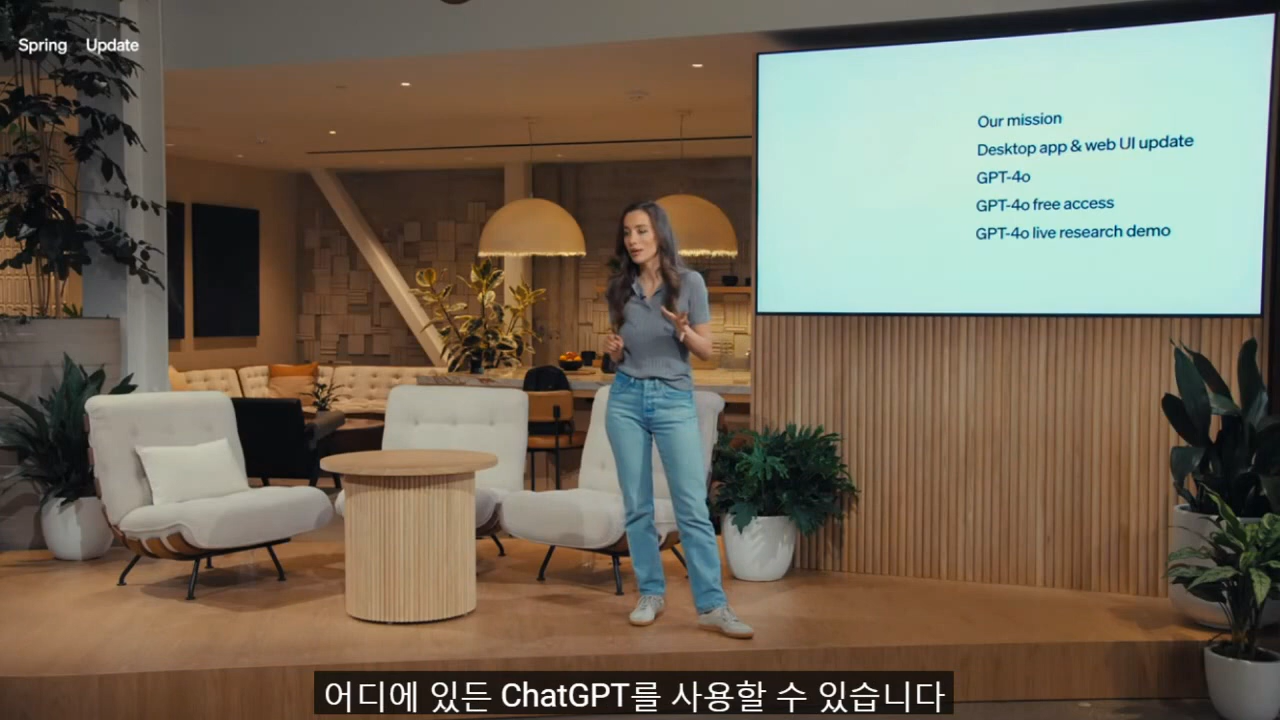 Spring Update
Our mission
Desktop app & web UI update
GPT-4o
GPT-4o free access
GPT-4o live research demo
어디에 있든 ChatGPT를 사용할 수 있습니다